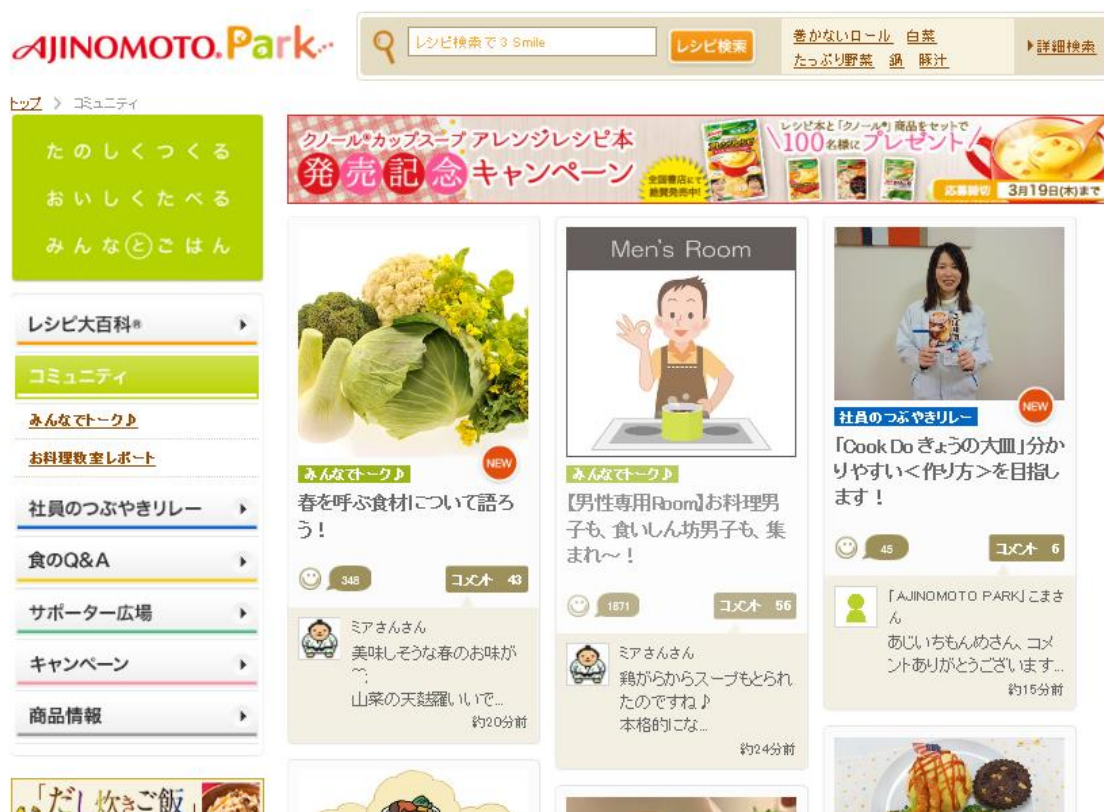 AJINOMOTO. Park
レシピ検索で3 Smile
レシピ検索
巻かないロール 白菜
たっぷり野菜 鍋 豚汁
詳細検索
トップ > コミュニティ
たのしくつくる
おいしくたべる
みんなとごはん
クノール®カップスープ アレンジレシピ本
発売記念キャンペーン
全国書店にて
絶賛発売中!
レシピ本と「クノール®」商品をセットで
100名様にプレゼント
応募締切 3月19日(木)まで
レシピ大百科®
コミュニティ
みんなでトーク♪
お料理教室レポート
社員のつぶやきリレー
食のQ&A
サポーター広場
キャンペーン
商品情報
「だし炊きご飯」
NEW
みんなでトーク♪
春を呼ぶ食材について語ろ
う!
348
コメント 43
ミアさんさん
美味しそうな春のお味が
^^;
山菜の天麩羅いいで...
約20分前
Men's Room
みんなでトーク♪
【男性専用Room】お料理男
子も、食いしん坊男子も、集
まれ~!
1871
コメント 56
ミアさんさん
鶏がらからスープもとられ
たのですね♪
本格的にな...
約24分前
NEW
社員のつぶやきリレー
「Cook Do きょうの大皿」分か
りやすい<作り方>を目指し
ます!
45
コメント 6
「AJINOMOTO PARK」こまさ
ん
あじいちもんめさん、コメ
ントありがとうございます...
約15分前